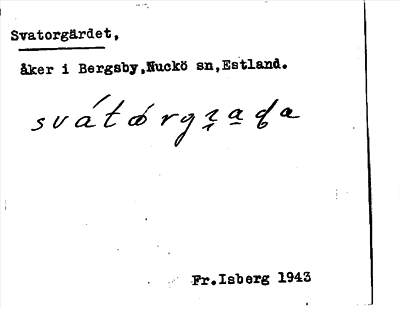 Svatorgärdet,
åker i Bergsby,Nuckö sn,Estland.
Fr.Isberg 1943